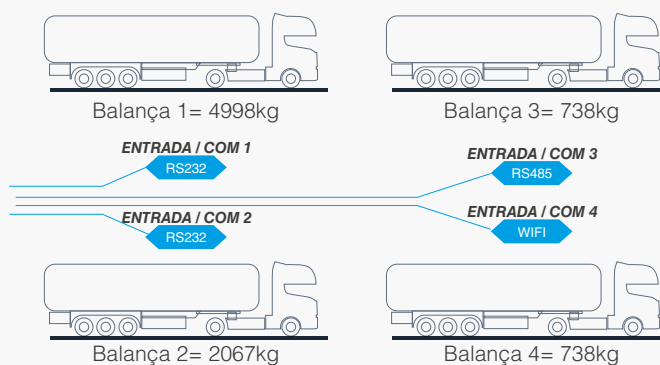 Balança 1= 4998kg
Balança 3= 738kg
ENTRADA / COM 1
RS232
ENTRADA / COM 3
RS485
ENTRADA / COM 2
RS232
ENTRADA / COM 4
WIFI
Balança 2= 2067kg
Balança 4= 738kg